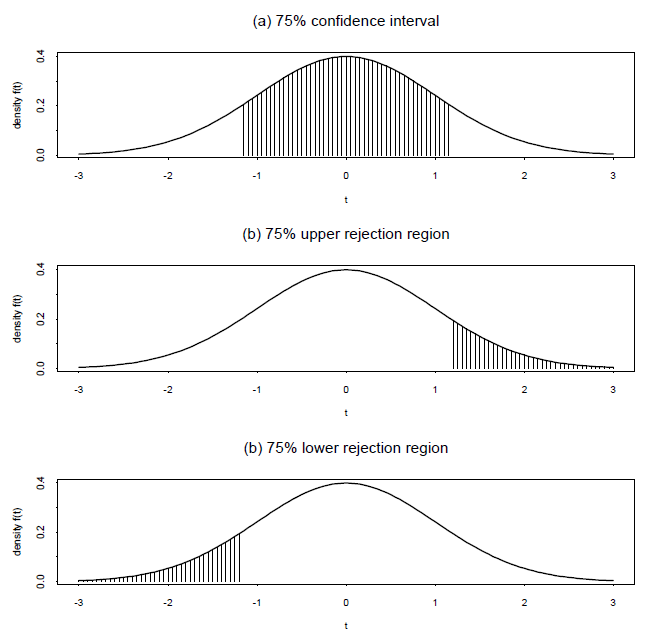 (a) 75% confidence interval
density f(t)
0.4
0.2
0.0
-3 -2 -1 0 1 2 3
t
(b) 75% upper rejection region
density f(t)
0.4
0.2
0.0
-3 -2 -1 0 1 2 3
t
(b) 75% lower rejection region
density f(t)
0.4
0.2
0.0
-3 -2 -1 0 1 2 3
t